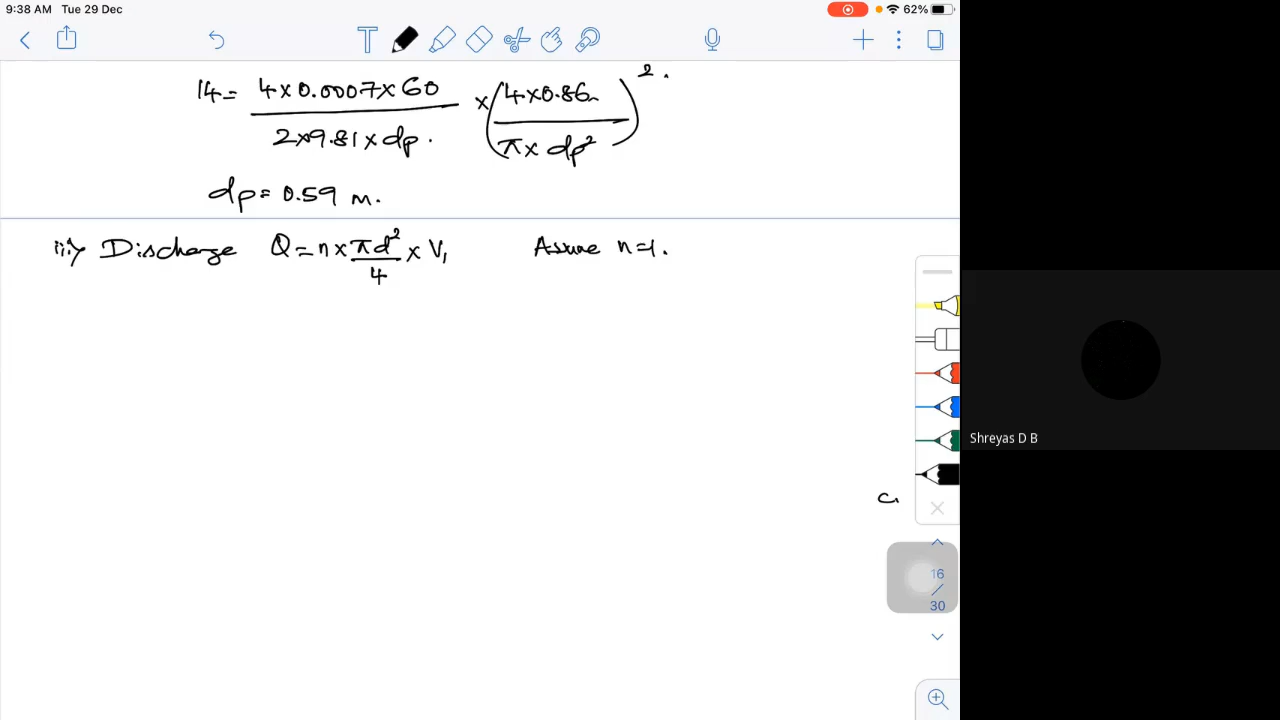 9:38 AM Tue 29 Dec
62%
14 = 4×0.0007×60 / 2×9.81×dp × (4×0.86 / π× dp²)².
dp = 0.59 m.
iii) Discharge Q = n × πd²/4 × V₁ Assume n=1.
16
/
30
Shreyas D B